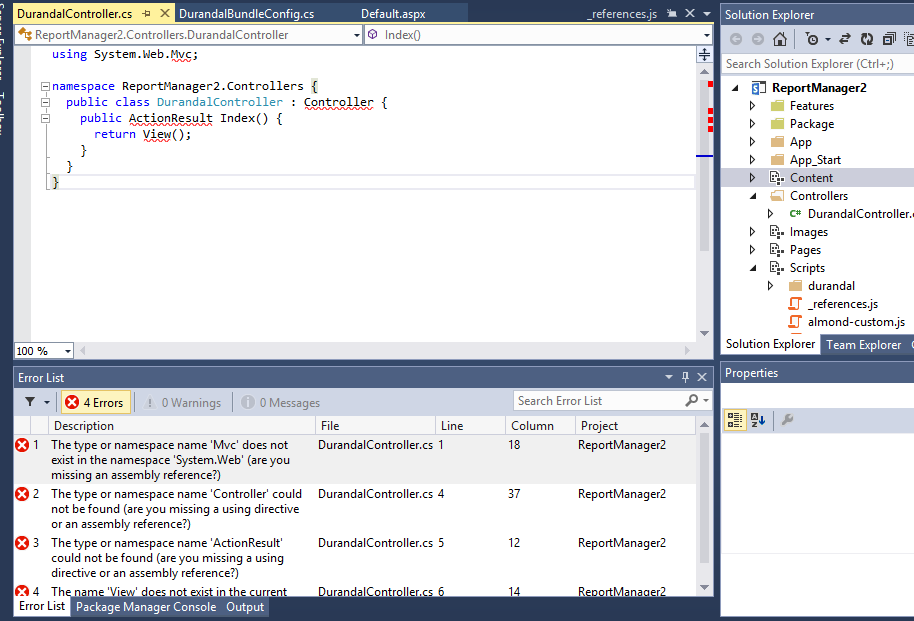 DurandalController.cs
DurandalBundleConfig.cs
Default.aspx
_references.js
ReportManager2.Controllers.DurandalController
Index()
using System.Web.Mvc;
namespace ReportManager2.Controllers {
public class DurandalController : Controller {
public ActionResult Index() {
return View();
}
}
}
100 %
Error List
4 Errors
0 Warnings
0 Messages
Search Error List
Description File Line Column Project
1 The type or namespace name 'Mvc' does not DurandalController.cs 1 18 ReportManager2
exist in the namespace 'System.Web' (are you
missing an assembly reference?)
2 The type or namespace name 'Controller' could DurandalController.cs 4 37 ReportManager2
not be found (are you missing a using directive
or an assembly reference?)
3 The type or namespace name 'ActionResult' DurandalController.cs 5 12 ReportManager2
could not be found (are you missing a using
directive or an assembly reference?)
4 The name 'View' does not exist in the current DurandalController.cs 6 14 ReportManager2
Error List Package Manager Console Output
Solution Explorer
Search Solution Explorer (Ctrl+;)
ReportManager2
Features
Package
App
App_Start
Content
Controllers
C# DurandalController.c
Images
Pages
Scripts
durandal
_references.js
almond-custom.js
Solution Explorer Team Explorer
Properties